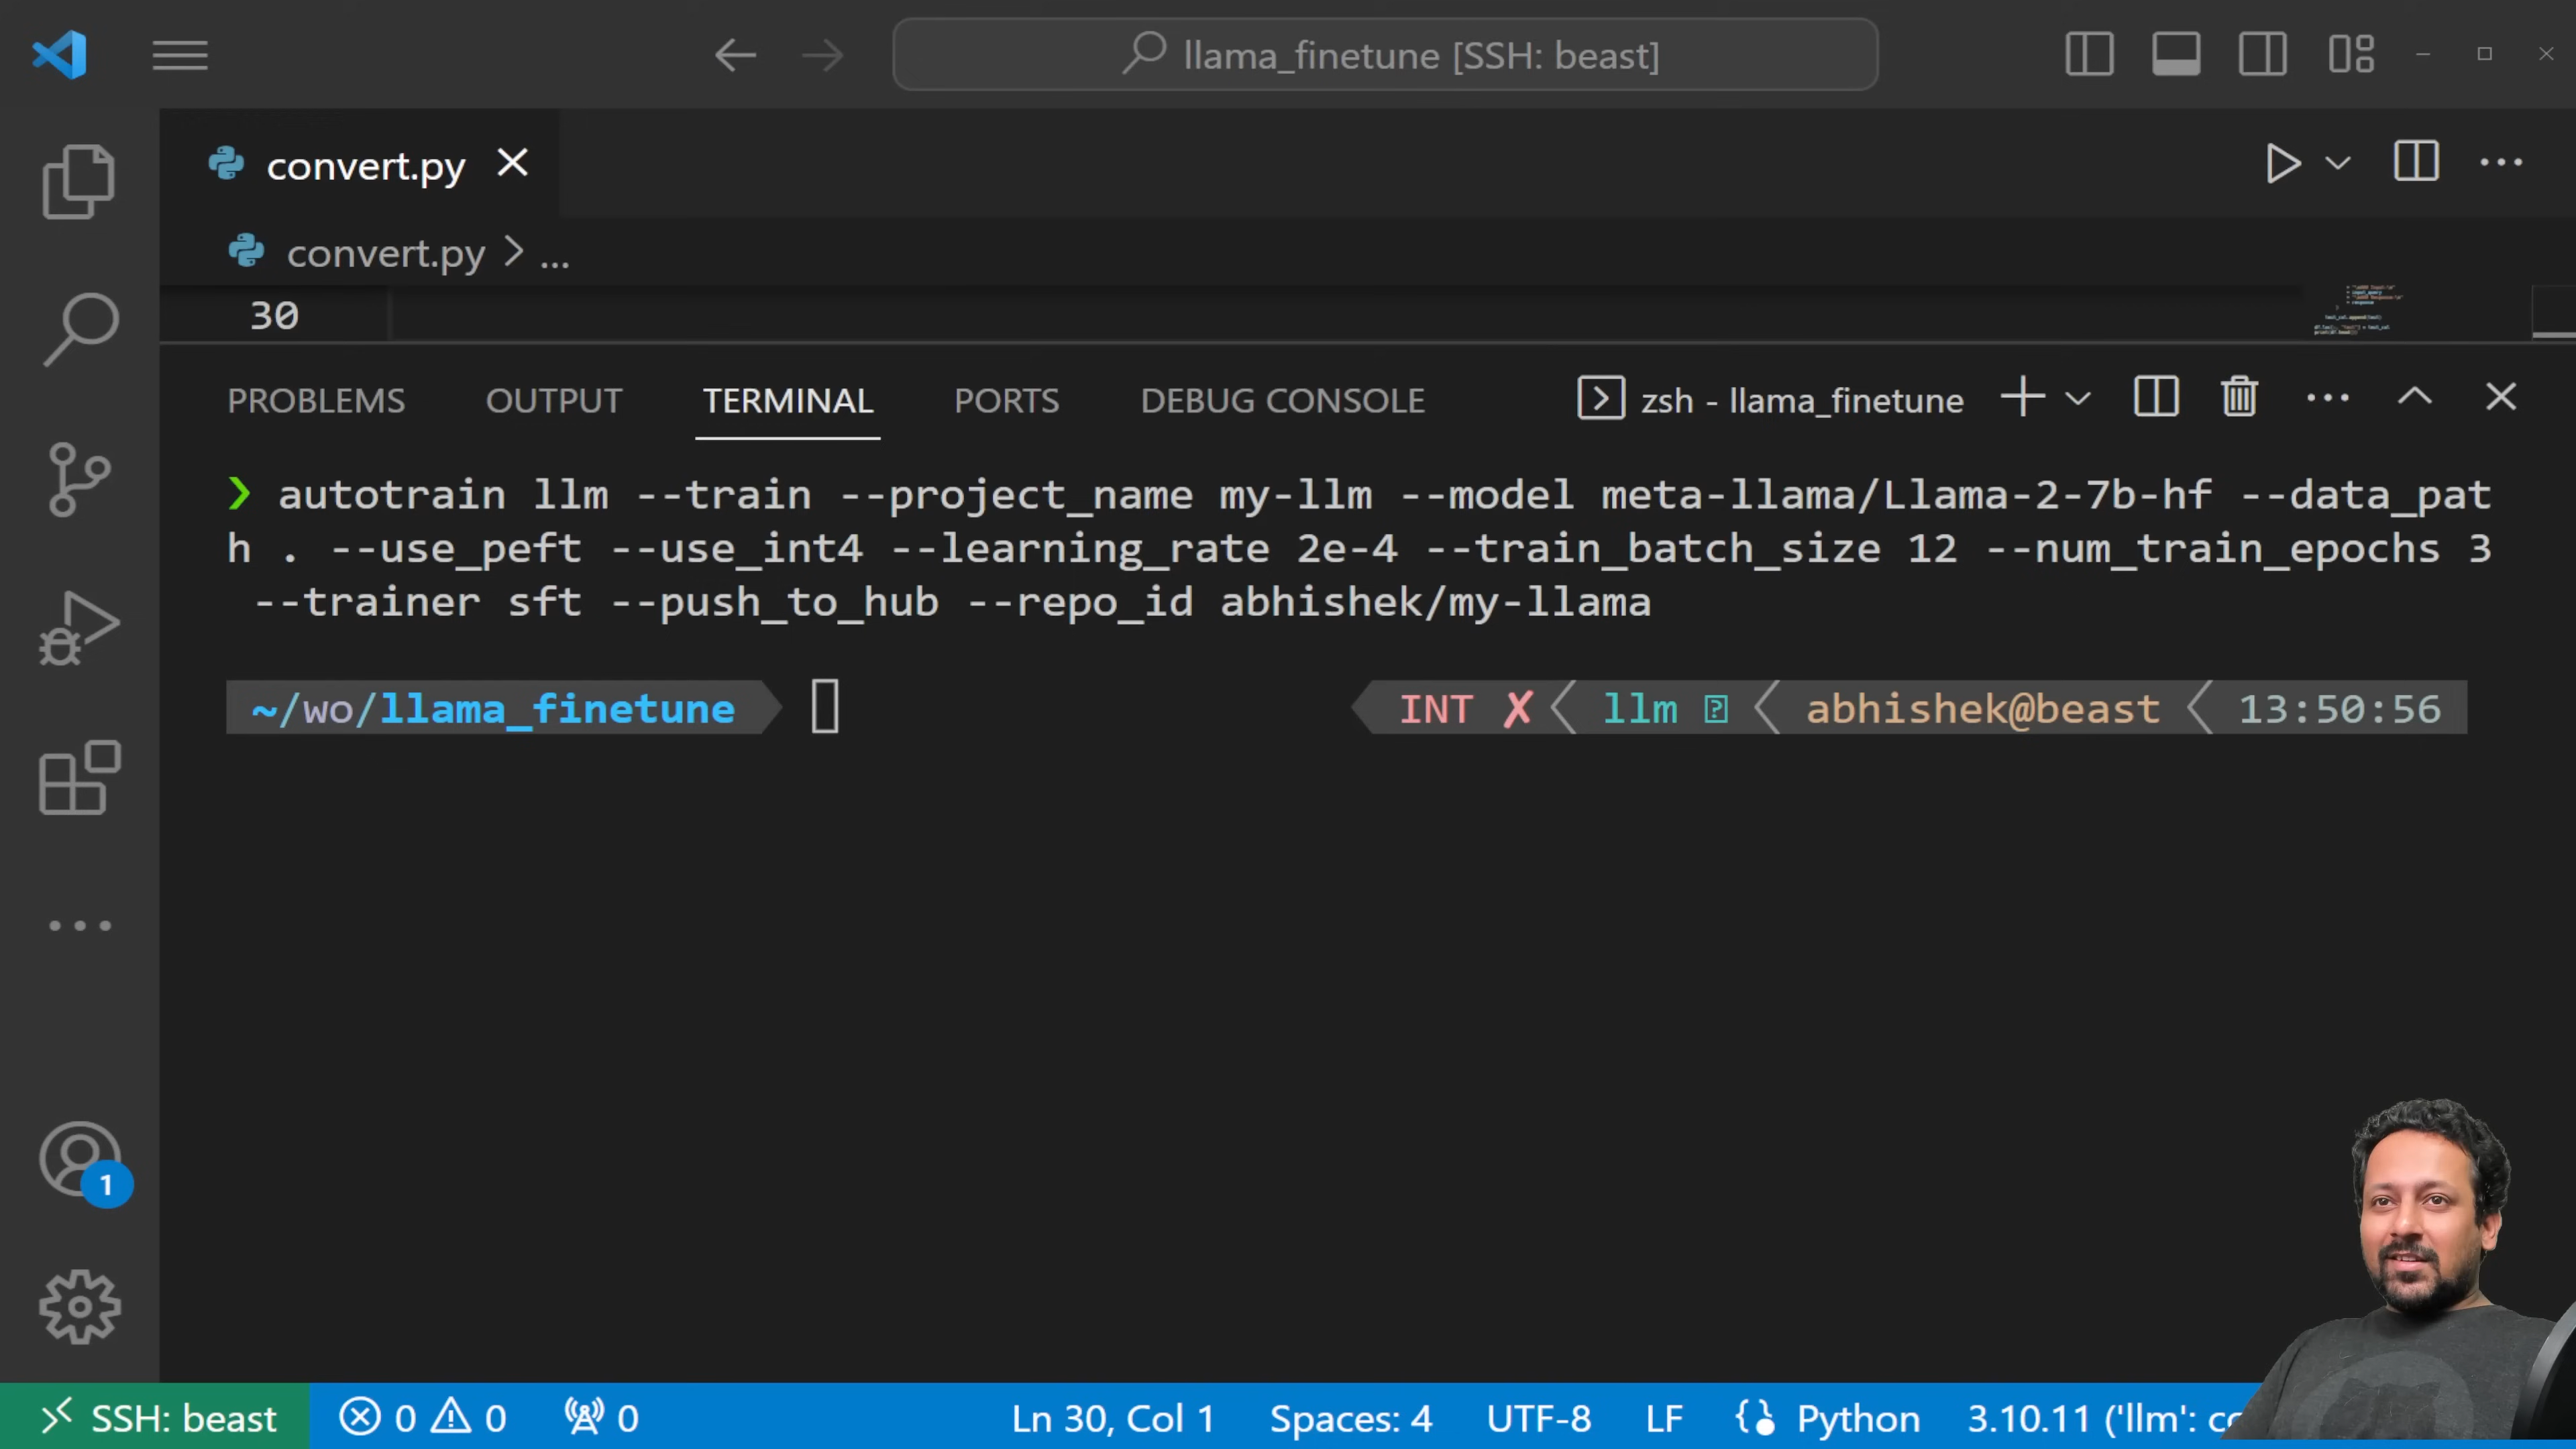 llama_finetune [SSH: beast]
convert.py
convert.py > ...
30
PROBLEMS OUTPUT TERMINAL PORTS DEBUG CONSOLE zsh - llama_finetune
❯ autotrain llm --train --project_name my-llm --model meta-llama/Llama-2-7b-hf --data_pat
h . --use_peft --use_int4 --learning_rate 2e-4 --train_batch_size 12 --num_train_epochs 3
--trainer sft --push_to_hub --repo_id abhishek/my-llama
~/wo/llama_finetune INT ✗ llm abhishek@beast 13:50:56
1
SSH: beast 0 0 0 Ln 30, Col 1 Spaces: 4 UTF-8 LF Python 3.10.11 ('llm':